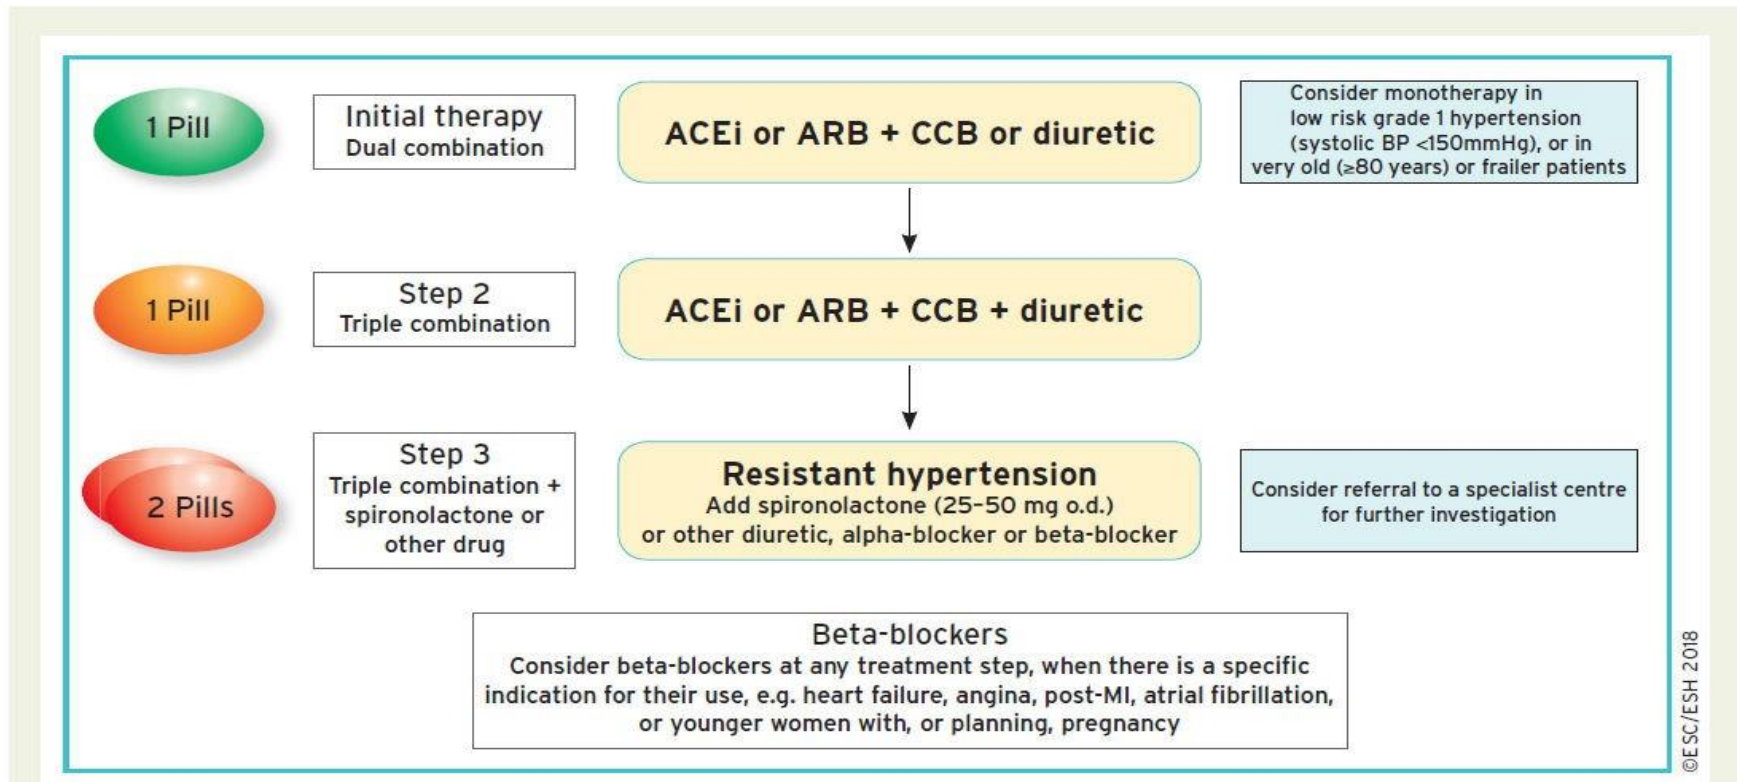 1 Pill
Initial therapy
Dual combination
ACEi or ARB + CCB or diuretic
Consider monotherapy in
low risk grade 1 hypertension
(systolic BP <150mmHg), or in
very old (≥80 years) or frailer patients
1 Pill
Step 2
Triple combination
ACEi or ARB + CCB + diuretic
2 Pills
Step 3
Triple combination +
spironolactone or
other drug
Resistant hypertension
Add spironolactone (25–50 mg o.d.)
or other diuretic, alpha-blocker or beta-blocker
Consider referral to a specialist centre
for further investigation
Beta-blockers
Consider beta-blockers at any treatment step, when there is a specific
indication for their use, e.g. heart failure, angina, post-MI, atrial fibrillation,
or younger women with, or planning, pregnancy
©ESC/ESH 2018